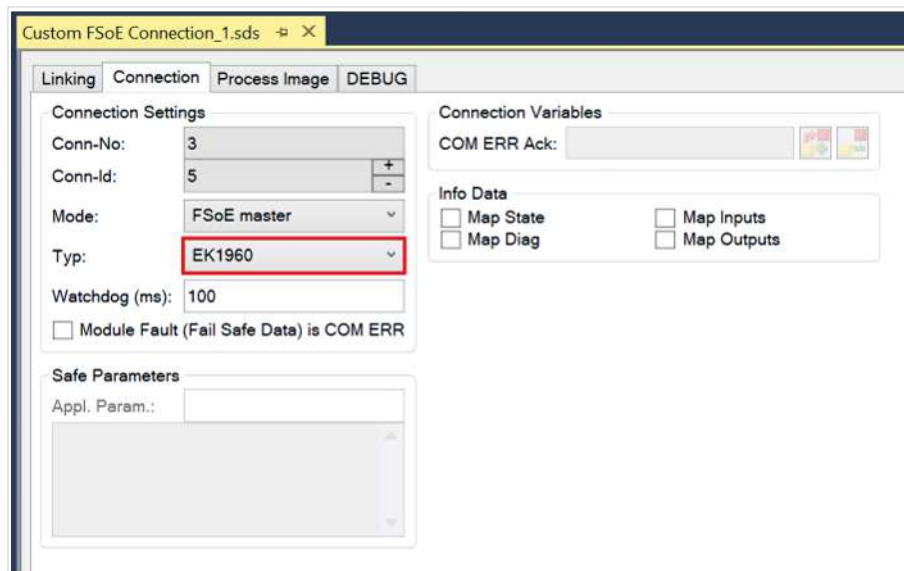 Custom FSoE Connection_1.sds
Linking Connection Process Image DEBUG
Connection Settings
Conn-No: 3
Conn-Id: 5
+
-
Mode: FSoE master
Typ: EK1960
Watchdog (ms): 100
Module Fault (Fail Safe Data) is COM ERR
Safe Parameters
Appl. Param.:
Connection Variables
COM ERR Ack:
Info Data
Map State Map Inputs
Map Diag Map Outputs